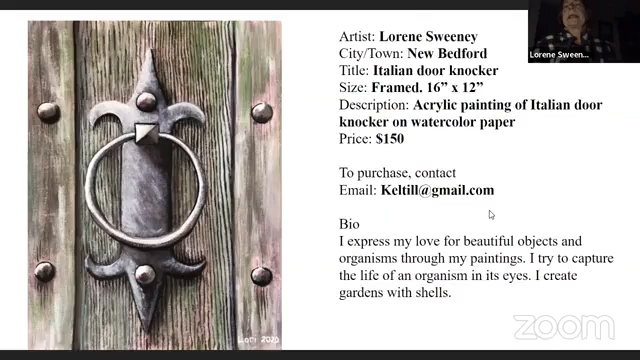 Artist: Lorene Sweeney
City/Town: New Bedford
Title: Italian door knocker
Size: Framed. 16” x 12”
Description: Acrylic painting of Italian door
knocker on watercolor paper
Price: $150
To purchase, contact
Email: Keltill@gmail.com
Bio
I express my love for beautiful objects and
organisms through my paintings. I try to capture
the life of an organism in its eyes. I create
gardens with shells.
Lorene Sween...
Lori 2020
zoom